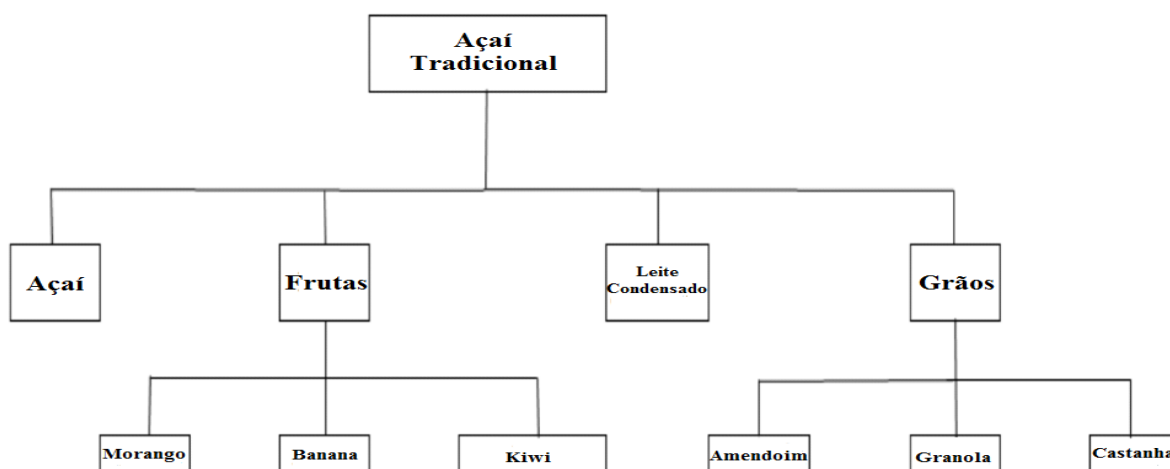 Açaí
Tradicional
Açaí
Frutas
Leite
Condensado
Grãos
Morango
Banana
Kiwi
Amendoim
Granola
Castanha